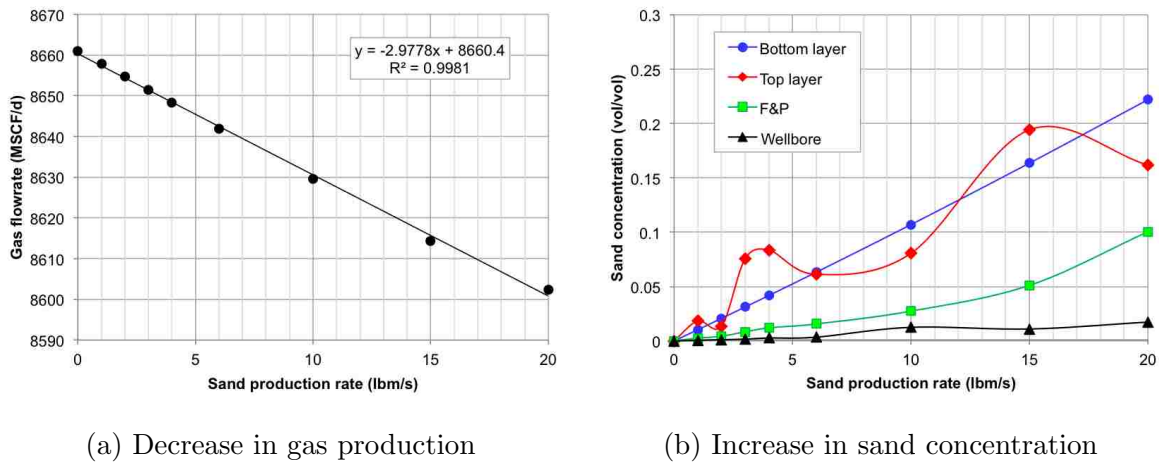 8670
8660
8650
8640
8630
8620
8610
8600
8590
Gas flowrate (MSCF/d)
y = -2.9778x + 8660.4
R² = 0.9981
0 5 10 15 20
Sand production rate (lbm/s)
(a) Decrease in gas production
0.3
0.25
0.2
0.15
0.1
0.05
0
Sand concentration (vol/vol)
Bottom layer
Top layer
F&P
Wellbore
0 5 10 15 20
Sand production rate (lbm/s)
(b) Increase in sand concentration